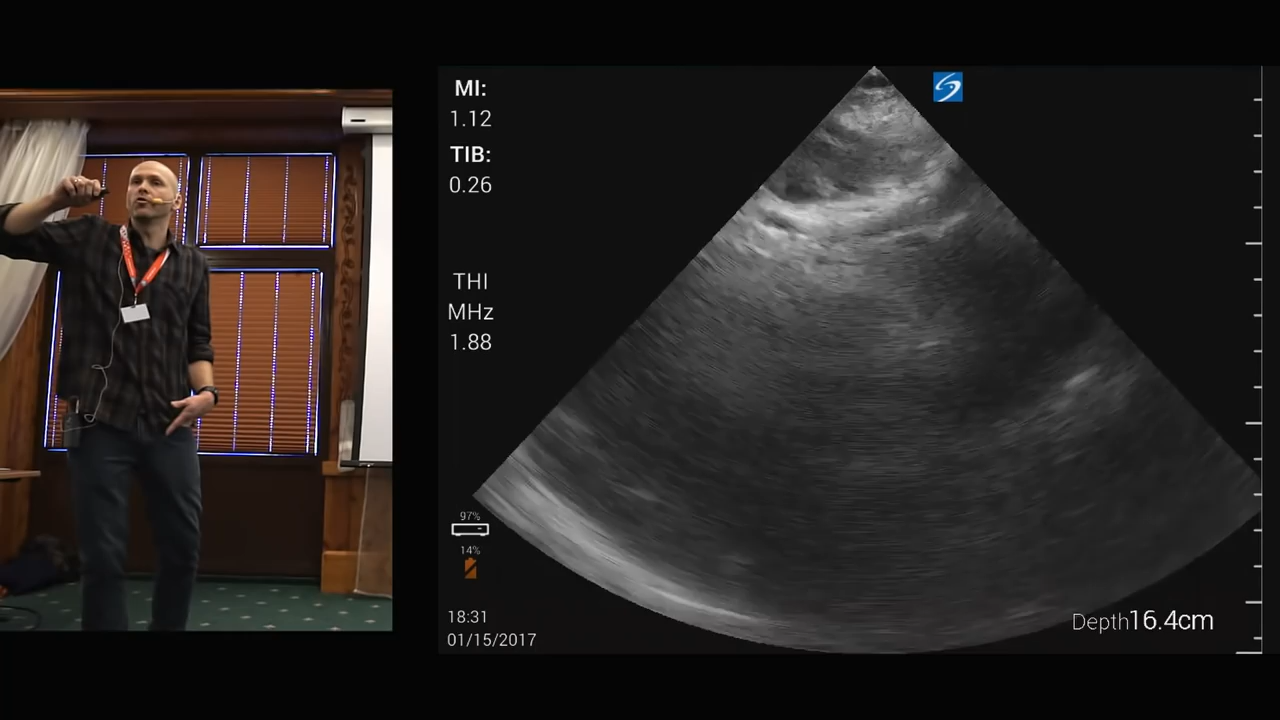 MI:
1.12
TIB:
0.26
THI
MHz
1.88
97%
14%
18:31
01/15/2017
Depth16.4cm